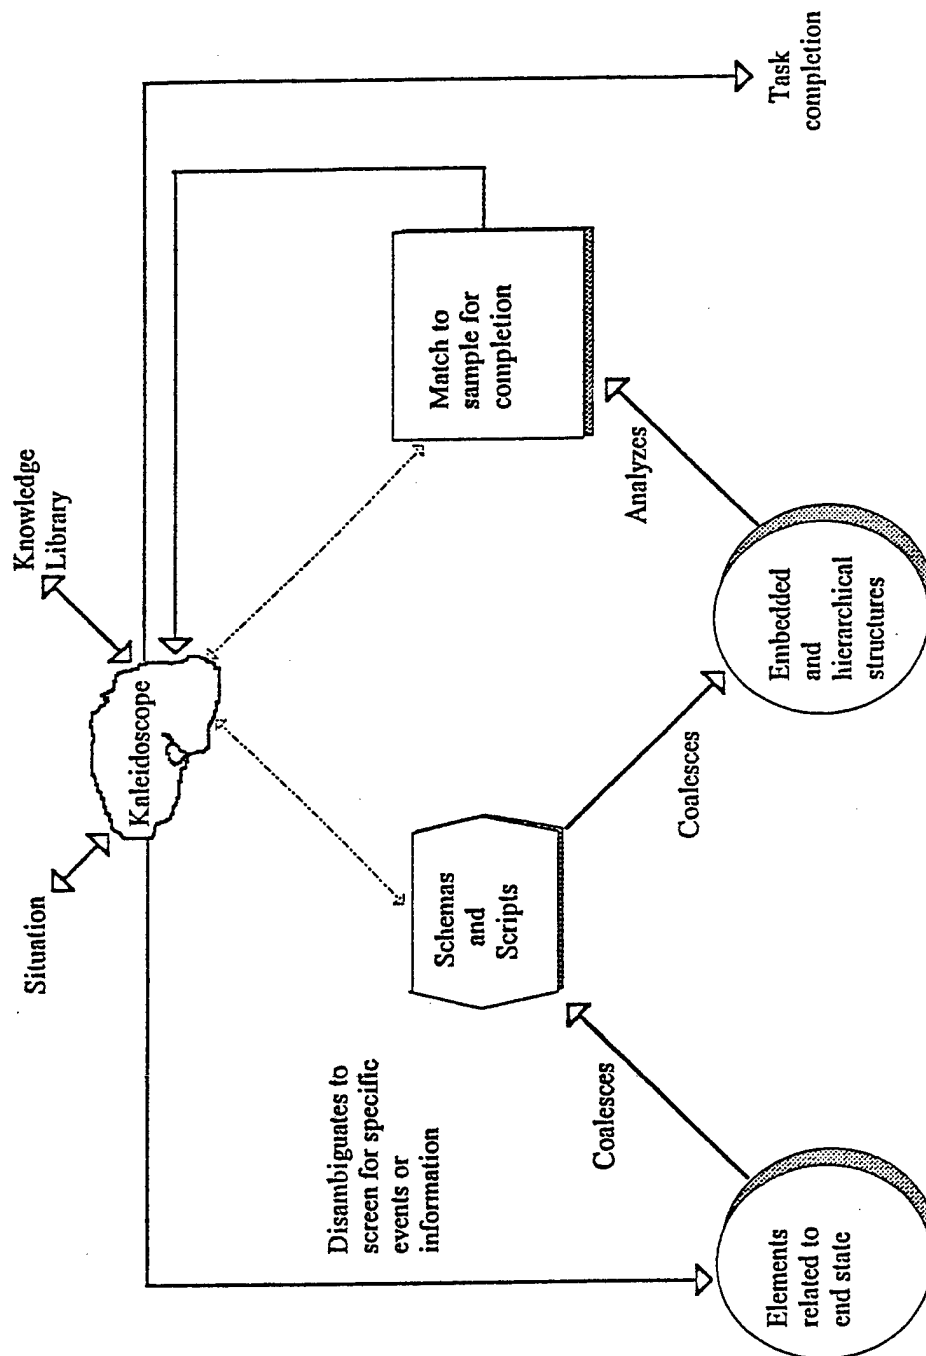 Situation
Knowledge
Library
Kaleidoscope
Disambiguates to
screen for specific
events or
information
Schemas
and
Scripts
Match to
sample for
completion
Task
completion
Coalesces
Coalesces
Analyzes
Elements
related to
end state
Embedded
and
hierarchical
structures